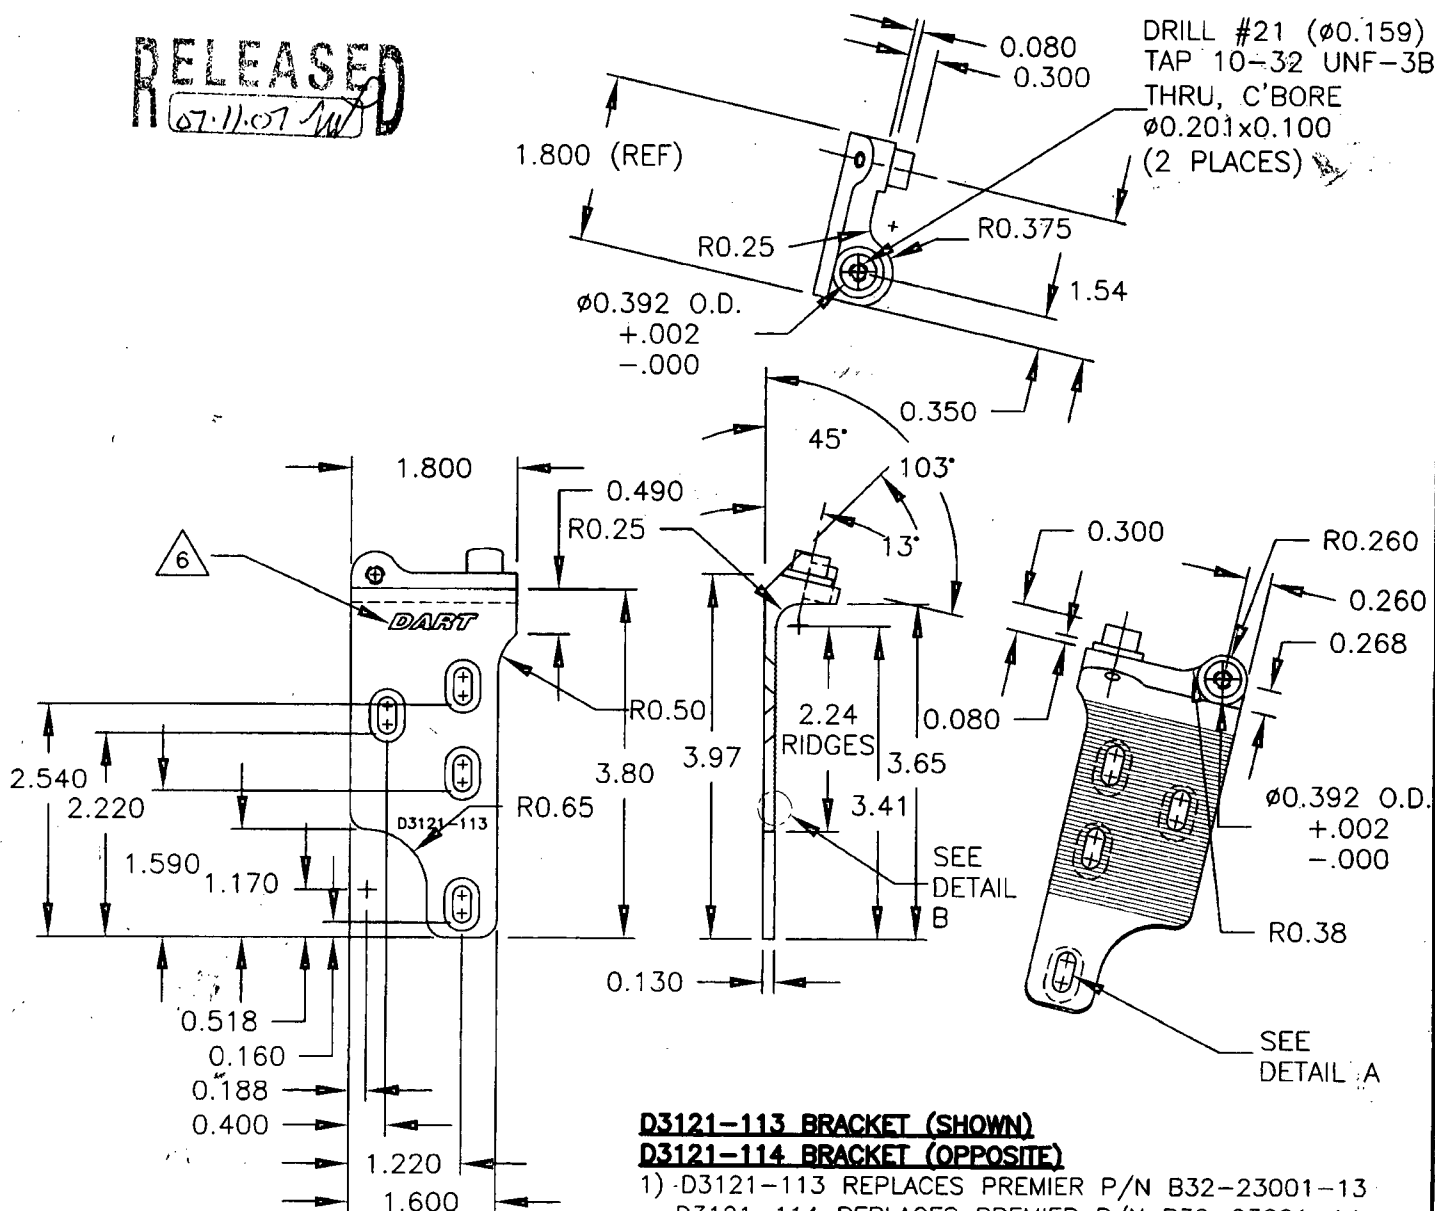 RELEASED
07.11.07
0.080
0.300
DRILL #21 (ø0.159)
TAP 10-32 UNF-3B
THRU, C'BORE
ø0.201x0.100
(2 PLACES)
1.800 (REF)
R0.25
R0.375
1.54
ø0.392 O.D.
+.002
-.000
0.350
45°
103°
13°
1.800
0.490
R0.25
6
DART
0.300
R0.260
0.260
0.268
R0.50
0.080
2.24
RIDGES
3.97
3.80
3.65
3.41
2.540
2.220
R0.65
D3121-113
1.590
1.170
ø0.392 O.D.
+.002
-.000
SEE
DETAIL
B
R0.38
0.130
0.518
0.160
0.188
0.400
1.220
1.600
SEE
DETAIL A
D3121-113 BRACKET (SHOWN)
D3121-114 BRACKET (OPPOSITE)
1) D3121-113 REPLACES PREMIER P/N B32-23001-13